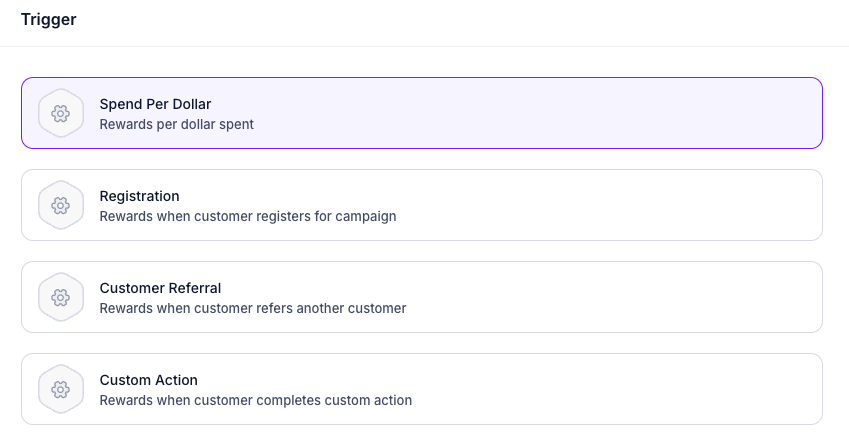 Trigger
Spend Per Dollar
Rewards per dollar spent
Registration
Rewards when customer registers for campaign
Customer Referral
Rewards when customer refers another customer
Custom Action
Rewards when customer completes custom action